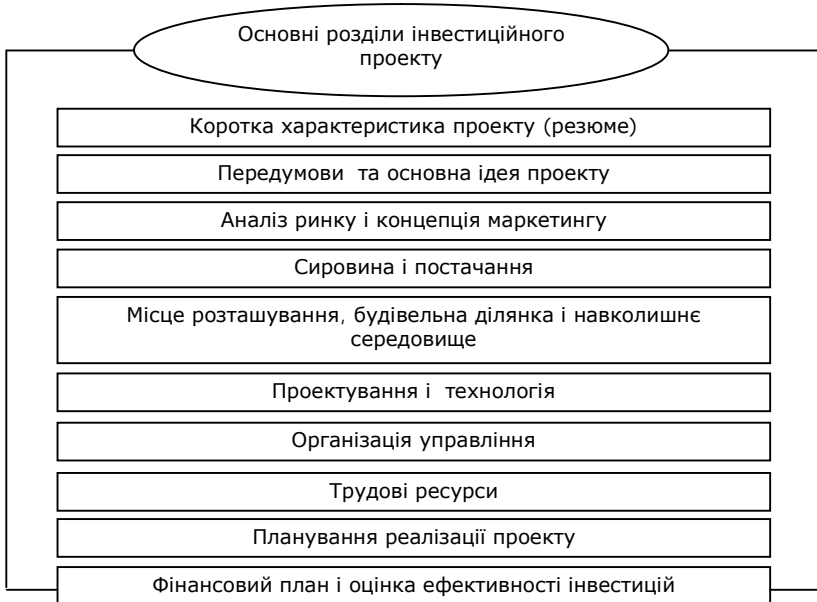 Основні розділи інвестиційного
проекту
Коротка характеристика проекту (резюме)
Передумови та основна ідея проекту
Аналіз ринку і концепція маркетингу
Сировина і постачання
Місце розташування, будівельна ділянка і навколишнє
середовище
Проектування і технологія
Організація управління
Трудові ресурси
Планування реалізації проекту
Фінансовий план і оцінка ефективності інвестицій